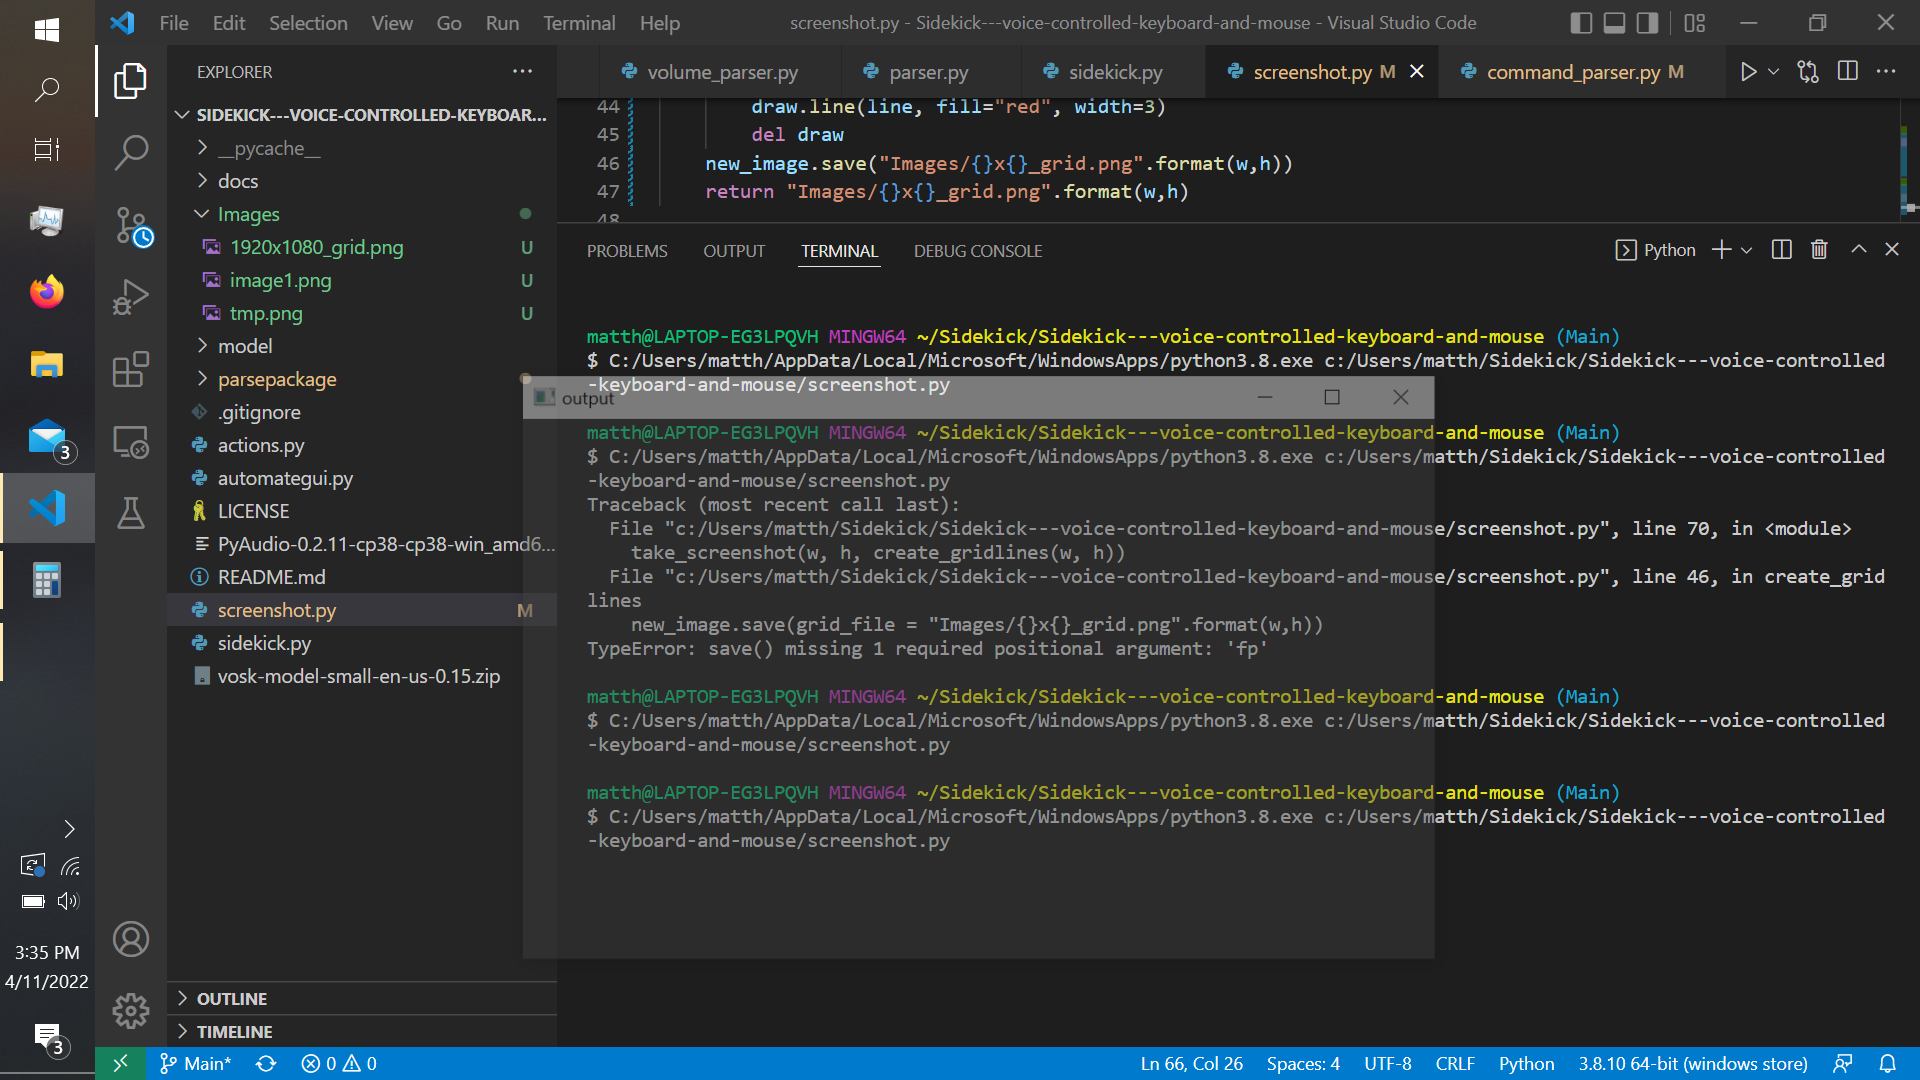 File Edit Selection View Go Run Terminal Help
screenshot.py - Sidekick---voice-controlled-keyboard-and-mouse - Visual Studio Code
EXPLORER
SIDEKICK---VOICE-CONTROLLED-KEYBOAR...
__pycache__
docs
Images
1920x1080_grid.png U
image1.png U
tmp.png U
model
parsepackage
.gitignore
actions.py
automategui.py
LICENSE
PyAudio-0.2.11-cp38-cp38-win_amd6...
README.md
screenshot.py M
sidekick.py
vosk-model-small-en-us-0.15.zip
OUTLINE
TIMELINE
volume_parser.py parser.py sidekick.py screenshot.py M command_parser.py M
44 draw.line(line, fill="red", width=3)
45 del draw
46 new_image.save("Images/{}x{}_grid.png".format(w,h))
47 return "Images/{}x{}_grid.png".format(w,h)
48
PROBLEMS OUTPUT TERMINAL DEBUG CONSOLE Python
matth@LAPTOP-EG3LPQVH MINGW64 ~/Sidekick/Sidekick---voice-controlled-keyboard-and-mouse (Main)
$ C:/Users/matth/AppData/Local/Microsoft/WindowsApps/python3.8.exe c:/Users/matth/Sidekick/Sidekick---voice-controlled
-keyboard-and-mouse/screenshot.py
output
matth@LAPTOP-EG3LPQVH MINGW64 ~/Sidekick/Sidekick---voice-controlled-keyboard-and-mouse (Main)
$ C:/Users/matth/AppData/Local/Microsoft/WindowsApps/python3.8.exe c:/Users/matth/Sidekick/Sidekick---voice-controlled
-keyboard-and-mouse/screenshot.py
Traceback (most recent call last):
File "c:/Users/matth/Sidekick/Sidekick---voice-controlled-keyboard-and-mouse/screenshot.py", line 70, in <module>
take_screenshot(w, h, create_gridlines(w, h))
File "c:/Users/matth/Sidekick/Sidekick---voice-controlled-keyboard-and-mouse/screenshot.py", line 46, in create_grid
lines
new_image.save(grid_file = "Images/{}x{}_grid.png".format(w,h))
TypeError: save() missing 1 required positional argument: 'fp'
matth@LAPTOP-EG3LPQVH MINGW64 ~/Sidekick/Sidekick---voice-controlled-keyboard-and-mouse (Main)
$ C:/Users/matth/AppData/Local/Microsoft/WindowsApps/python3.8.exe c:/Users/matth/Sidekick/Sidekick---voice-controlled
-keyboard-and-mouse/screenshot.py
matth@LAPTOP-EG3LPQVH MINGW64 ~/Sidekick/Sidekick---voice-controlled-keyboard-and-mouse (Main)
$ C:/Users/matth/AppData/Local/Microsoft/WindowsApps/python3.8.exe c:/Users/matth/Sidekick/Sidekick---voice-controlled
-keyboard-and-mouse/screenshot.py
3
3:35 PM
4/11/2022
3
Main* 0 0
Ln 66, Col 26 Spaces: 4 UTF-8 CRLF Python 3.8.10 64-bit (windows store)